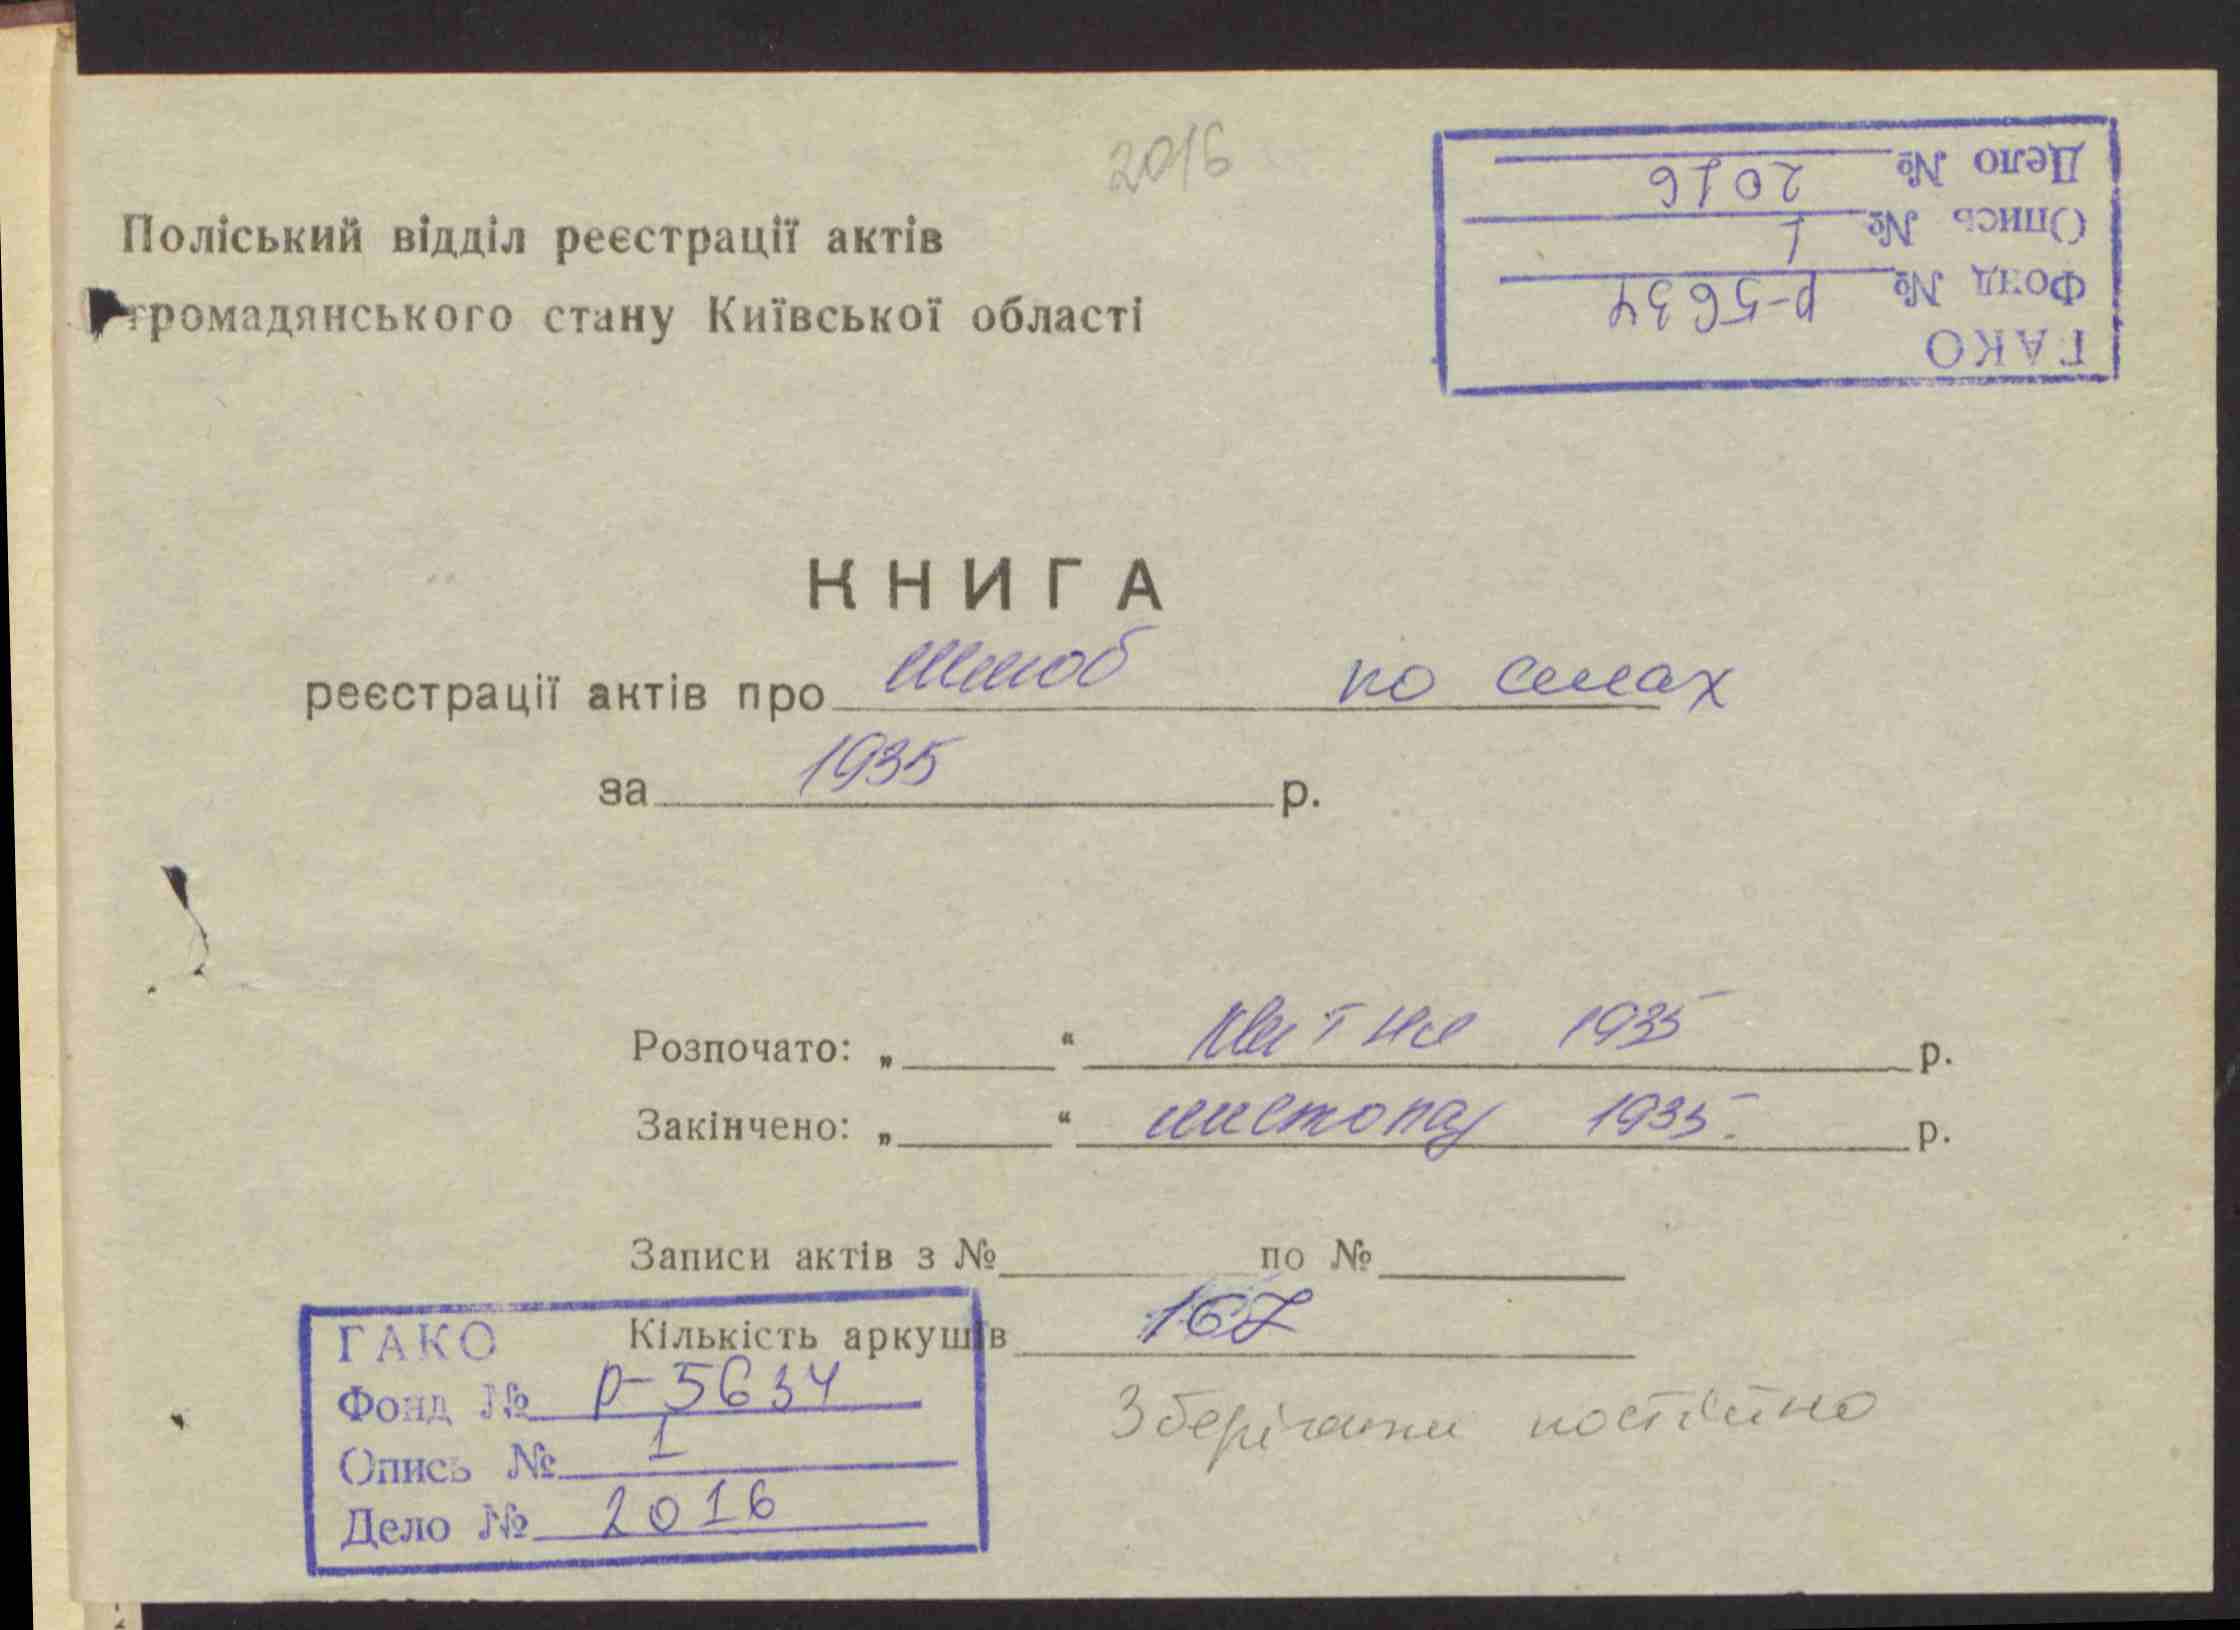 2016
Дело № 2016
Опись № 1
Фонд № р-5634
ГАКО
Поліський відділ реєстрації актів
громадянського стану Київської області
КНИГА
реєстрації актів про шлюб по селах
за 1935 р.
Розпочато: „ “ квітня 1935 р.
Закінчено: „ “ листопад 1935 р.
Записи актів з № по №
Кількість аркушів 167
Зберігати постійно
ГАКО
Фонд № р-5634
Опись № 1
Дело № 2016